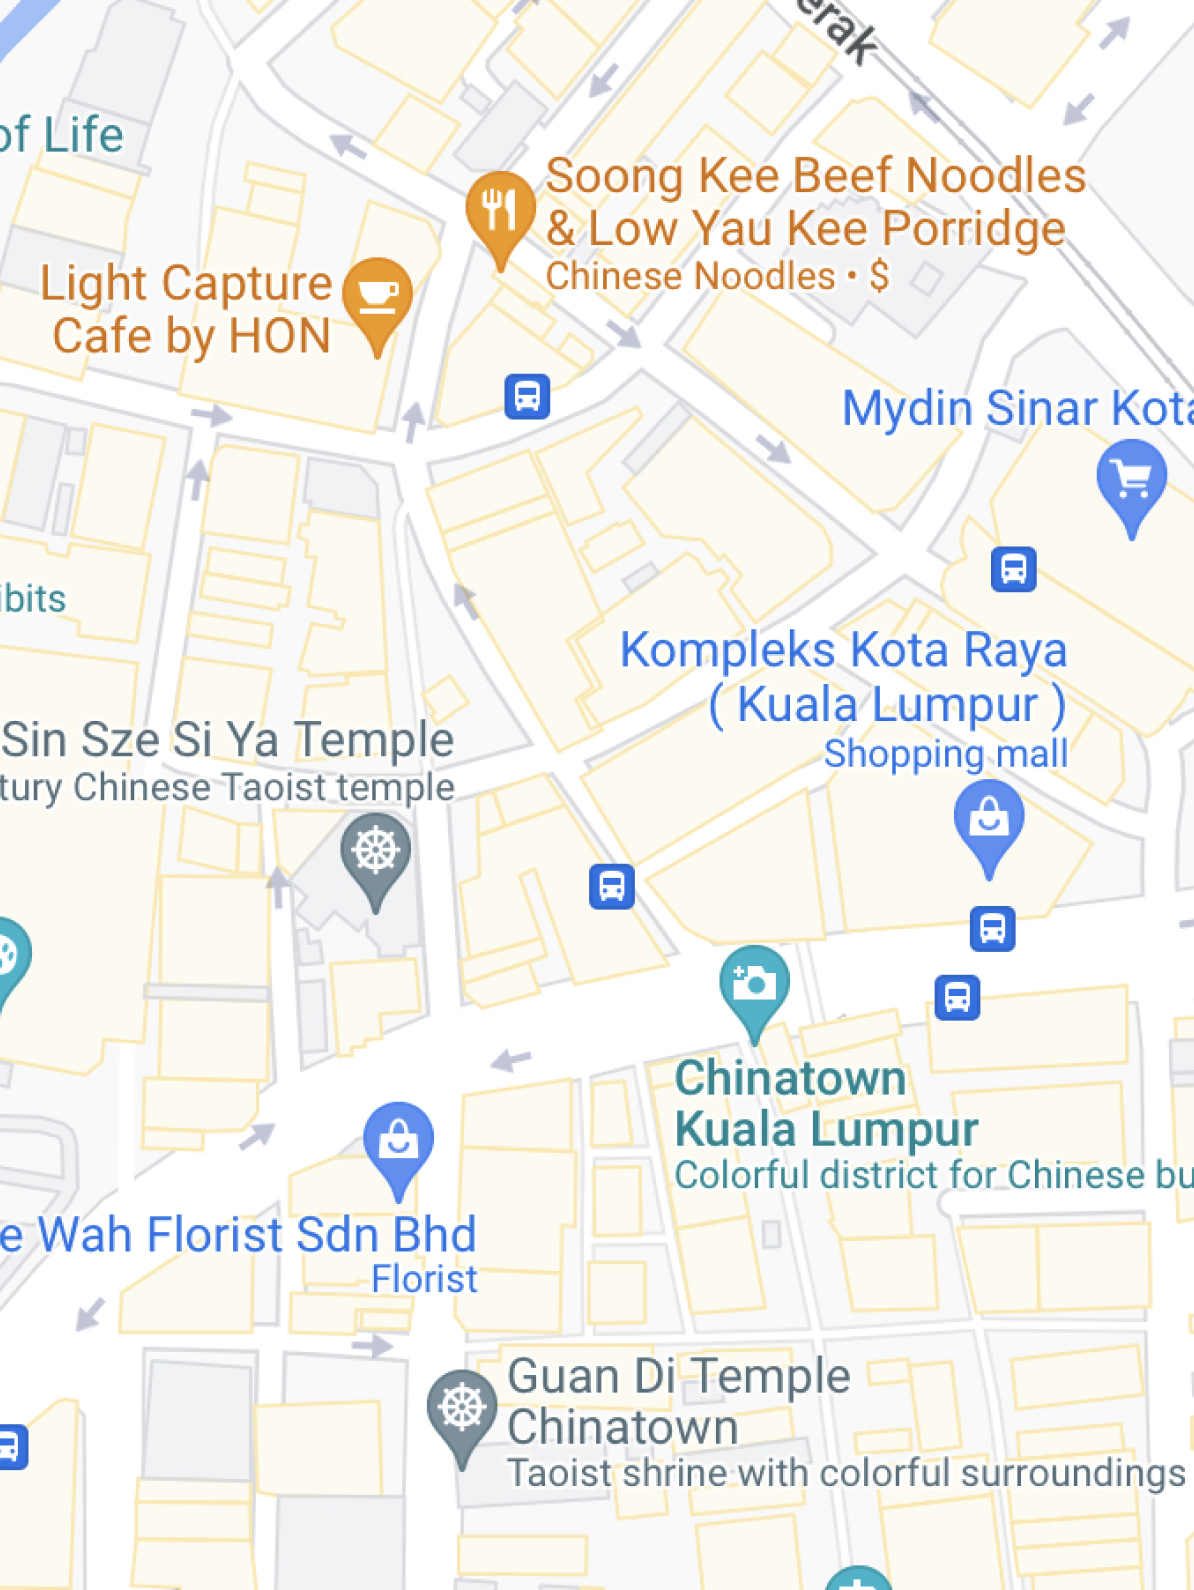 erak
of Life
Soong Kee Beef Noodles
& Low Yau Kee Porridge
Chinese Noodles • $
Light Capture
Cafe by HON
Mydin Sinar Kota
ibits
Kompleks Kota Raya
( Kuala Lumpur )
Shopping mall
Sin Sze Si Ya Temple
tury Chinese Taoist temple
Chinatown
Kuala Lumpur
Colorful district for Chinese bu
e Wah Florist Sdn Bhd
Florist
Guan Di Temple
Chinatown
Taoist shrine with colorful surroundings